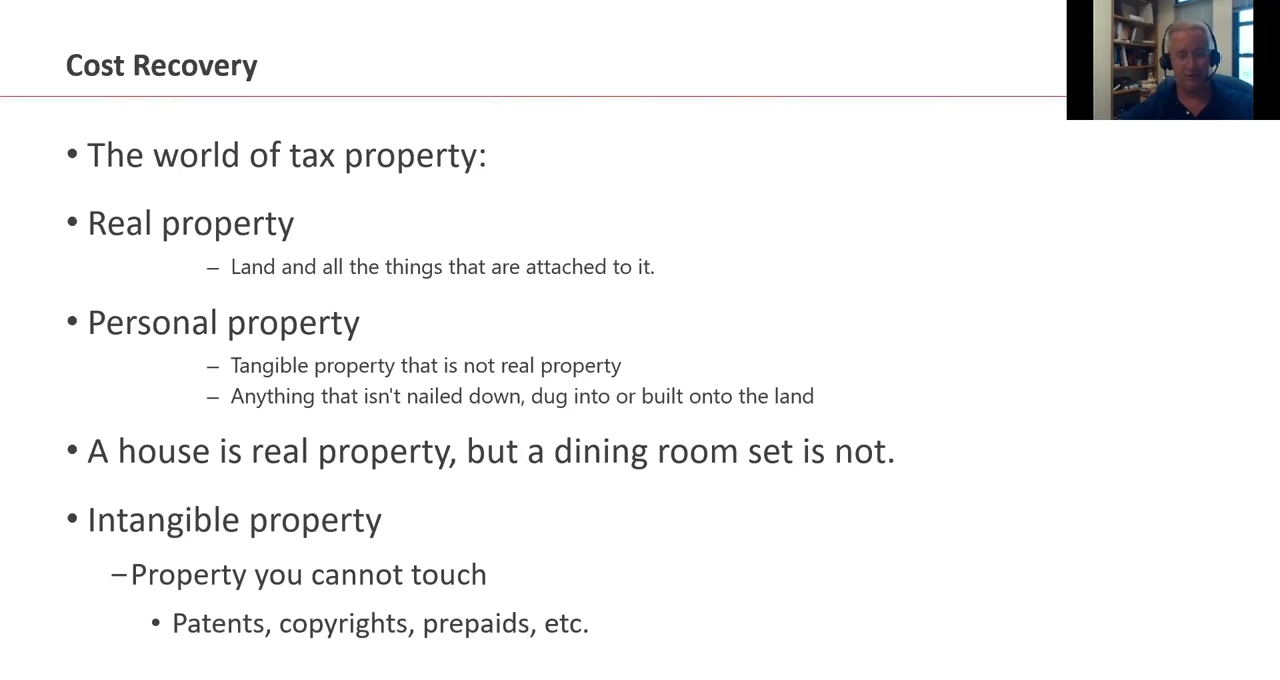 Cost Recovery
• The world of tax property:
• Real property
– Land and all the things that are attached to it.
• Personal property
– Tangible property that is not real property
– Anything that isn't nailed down, dug into or built onto the land
• A house is real property, but a dining room set is not.
• Intangible property
–Property you cannot touch
• Patents, copyrights, prepaids, etc.